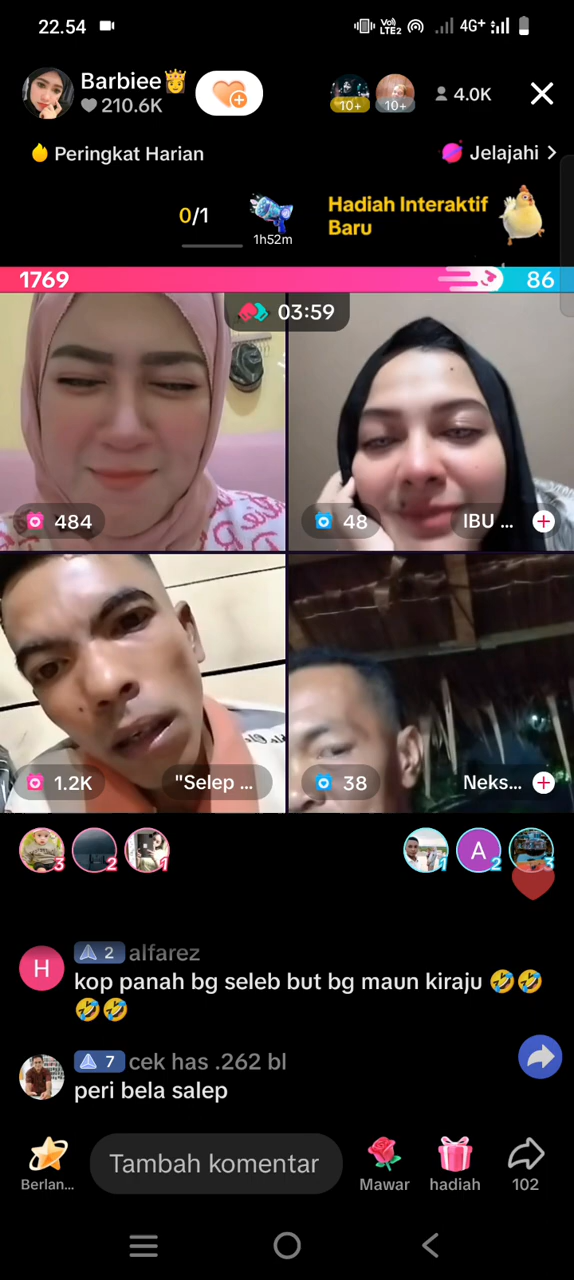 22.54
Vo)) LTE2 4G+
Barbiee
210.6K
10+
10+
4.0K
Peringkat Harian
Jelajahi >
0/1
1h52m
Hadiah Interaktif
Baru
1769
86
03:59
484
48
IBU ...
1.2K
"Selep ...
38
Neks...
3
2
1
1
A
2
3
H
2 alfarez
kop panah bg seleb but bg maun kiraju 🤣🤣
🤣🤣
7 cek has .262 bl
peri bela salep
Berlan...
Tambah komentar
Mawar
hadiah
102